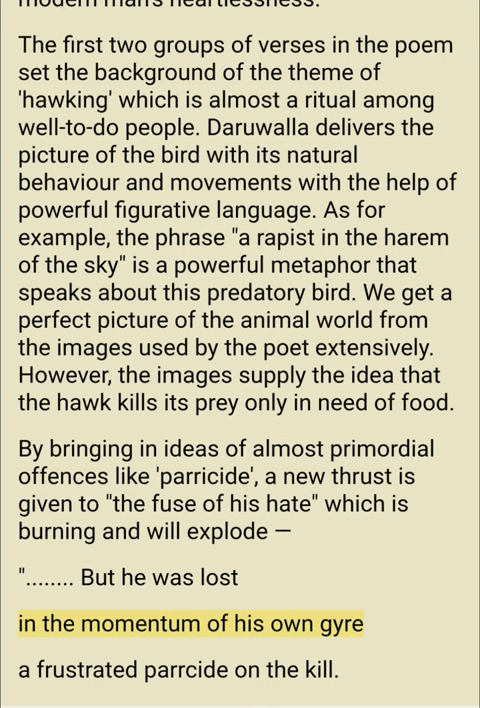 modern man's heartlessness.
The first two groups of verses in the poem
set the background of the theme of
'hawking' which is almost a ritual among
well-to-do people. Daruwalla delivers the
picture of the bird with its natural
behaviour and movements with the help of
powerful figurative language. As for
example, the phrase "a rapist in the harem
of the sky" is a powerful metaphor that
speaks about this predatory bird. We get a
perfect picture of the animal world from
the images used by the poet extensively.
However, the images supply the idea that
the hawk kills its prey only in need of food.
By bringing in ideas of almost primordial
offences like 'parricide', a new thrust is
given to "the fuse of his hate" which is
burning and will explode —
"........ But he was lost
in the momentum of his own gyre
a frustrated parrcide on the kill.